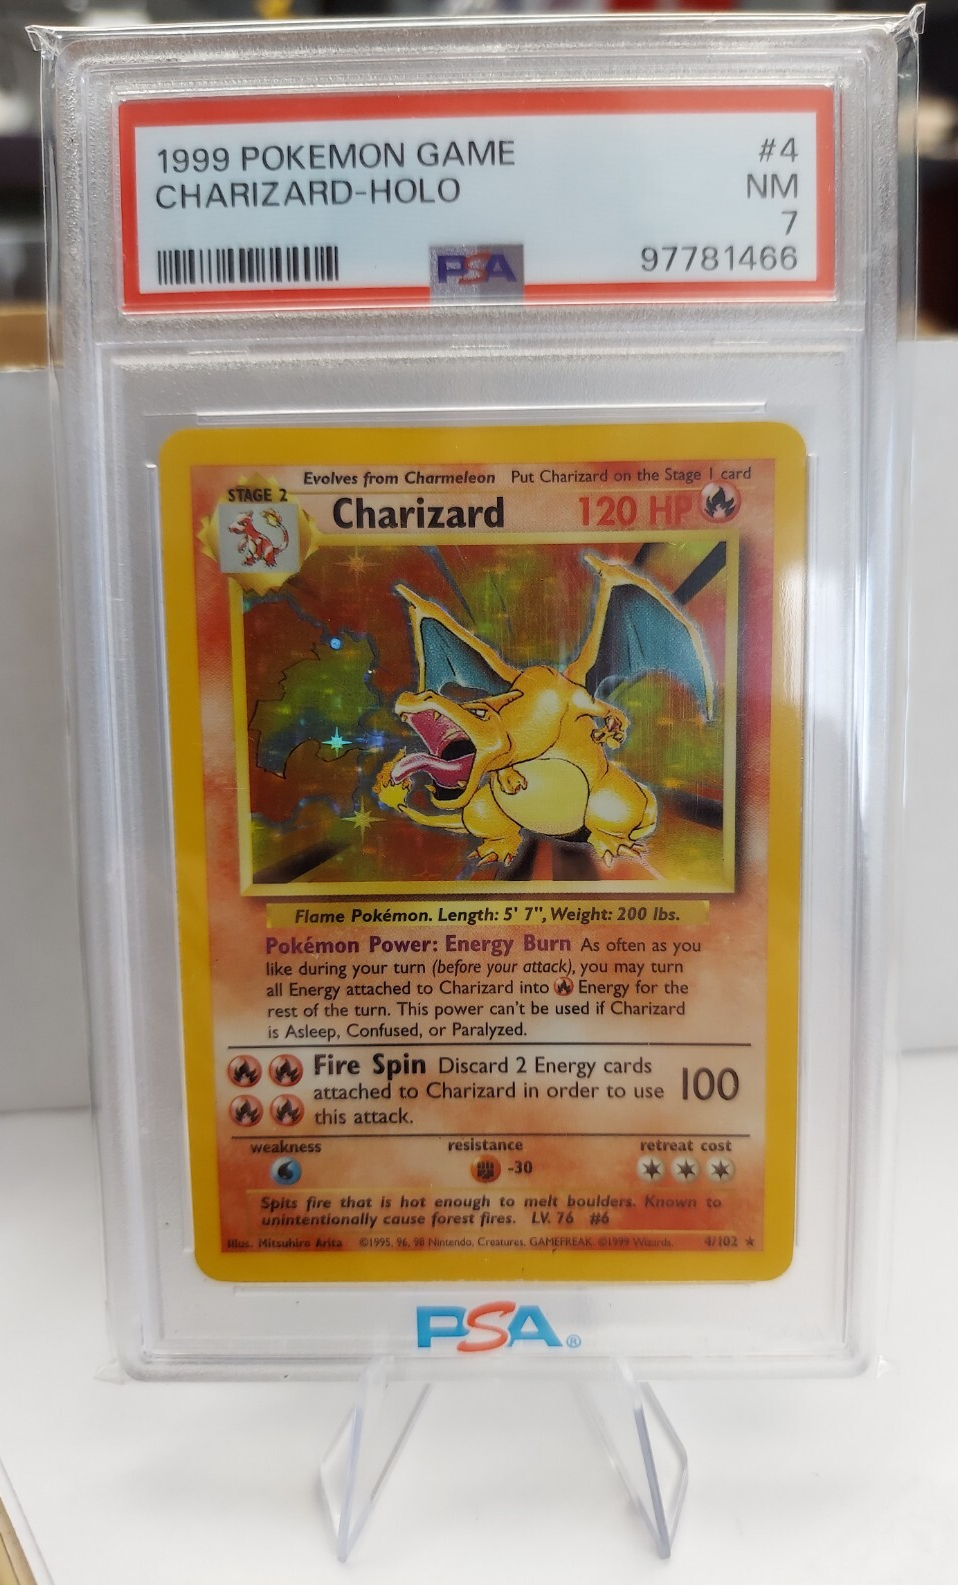 1999 POKEMON GAME #4
CHARIZARD-HOLO NM
7
PSA 97781466
Evolves from Charmeleon Put Charizard on the Stage 1 card
STAGE 2
Charizard 120 HP
Flame Pokémon. Length: 5' 7", Weight: 200 lbs.
Pokémon Power: Energy Burn As often as you
like during your turn (before your attack), you may turn
all Energy attached to Charizard into Energy for the
rest of the turn. This power can't be used if Charizard
is Asleep, Confused, or Paralyzed.
Fire Spin Discard 2 Energy cards
attached to Charizard in order to use 100
this attack.
weakness resistance retreat cost
-30
Spits fire that is hot enough to melt boulders. Known to
unintentionally cause forest fires. LV. 76 #6
Illus. Mitsuhiro Arita ©1995, 96, 98 Nintendo, Creatures, GAMEFREAK. ©1999 Wizards. 4/102 ★
PSA®